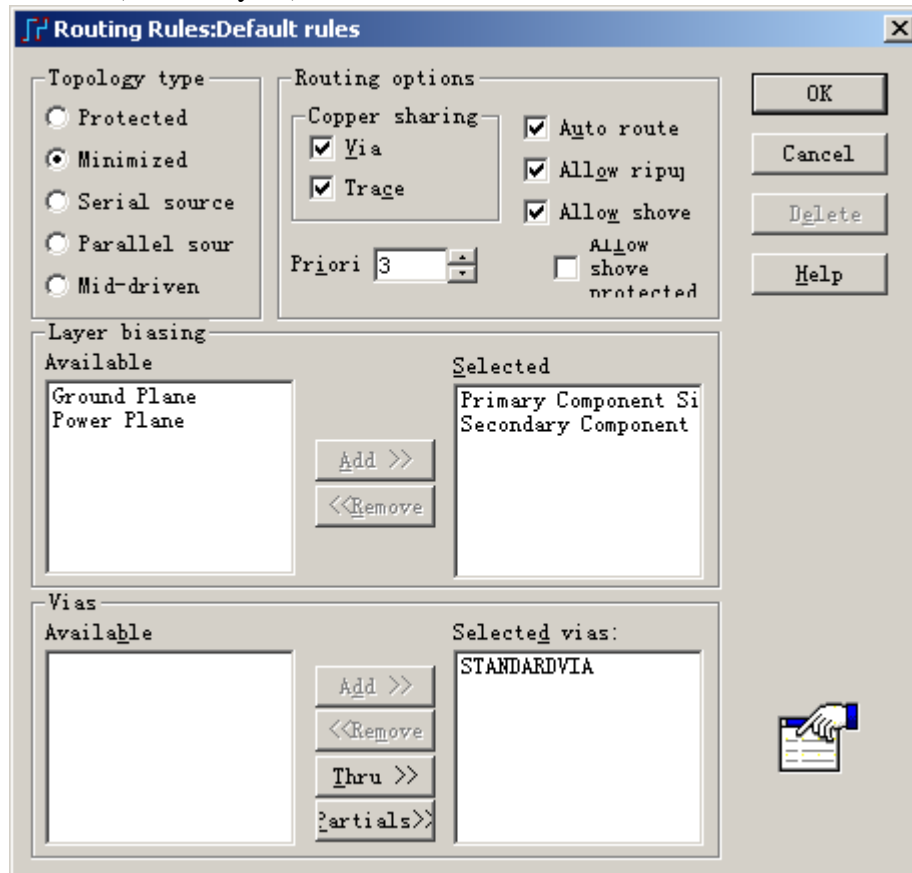 Routing Rules:Default rules
Topology type
Protected
Minimized
Serial source
Parallel sour
Mid-driven
Routing options
Copper sharing
Via
Trace
Auto route
Allow ripu
Allow shove
Priori 3
Allow
shove
protected
OK
Cancel
Delete
Help
Layer biasing
Available
Ground Plane
Power Plane
Add >>
<<Remove
Selected
Primary Component Si
Secondary Component
Vias
Available
Add >>
<<Remove
Thru >>
Partials>>
Selected vias:
STANDARDVIA